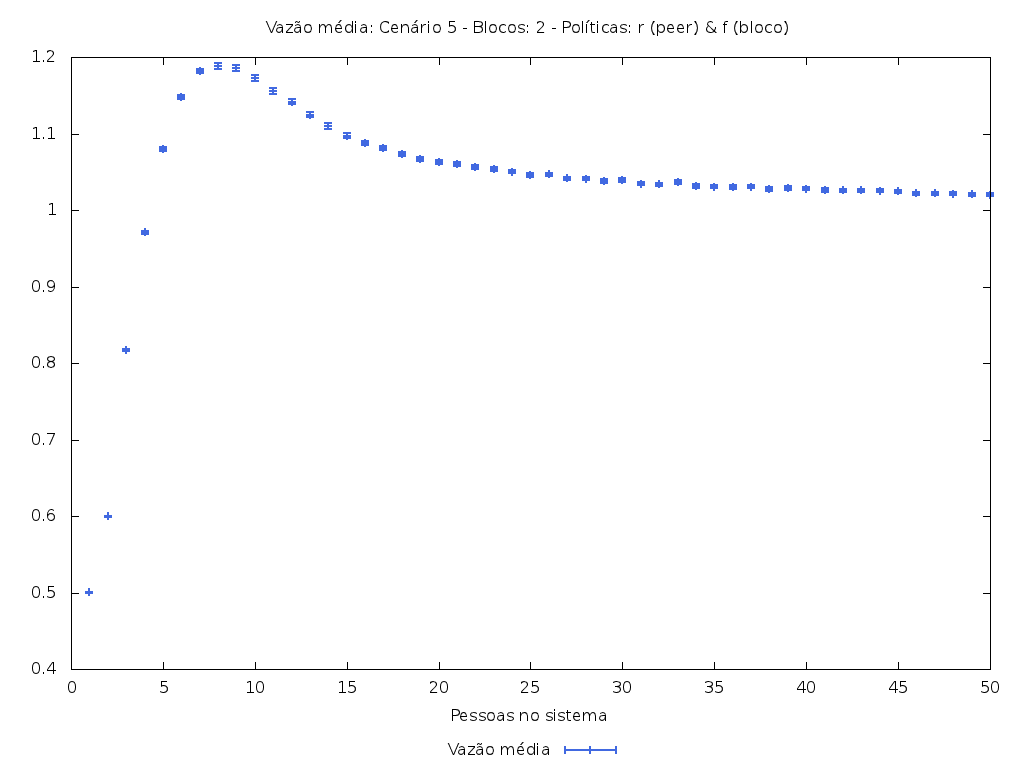 Vazão média: Cenário 5 - Blocos: 2 - Políticas: r (peer) & f (bloco)
1.2
1.1
1
0.9
0.8
0.7
0.6
0.5
0.4
0 5 10 15 20 25 30 35 40 45 50
Pessoas no sistema
Vazão média